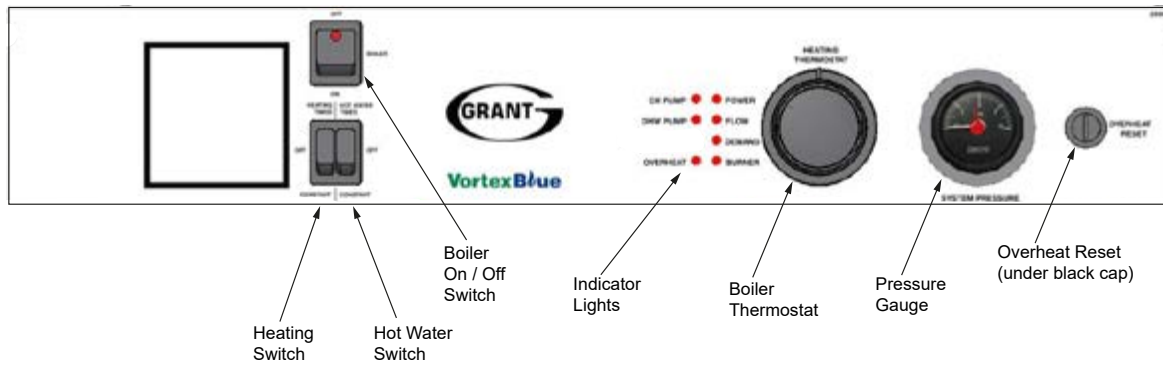 OFF
BOILER
ON
HEATING TIMED
HOT WATER TIMED
OFF
OFF
CONSTANT
CONSTANT
GRANT
VortexBlue
CH PUMP
POWER
DHW PUMP
FLOW
DEMAND
OVERHEAT
BURNER
HEATING
THERMOSTAT
SYSTEM PRESSURE
OVERHEAT
RESET
Boiler
On / Off
Switch
Heating
Switch
Hot Water
Switch
Indicator
Lights
Boiler
Thermostat
Pressure
Gauge
Overheat Reset
(under black cap)